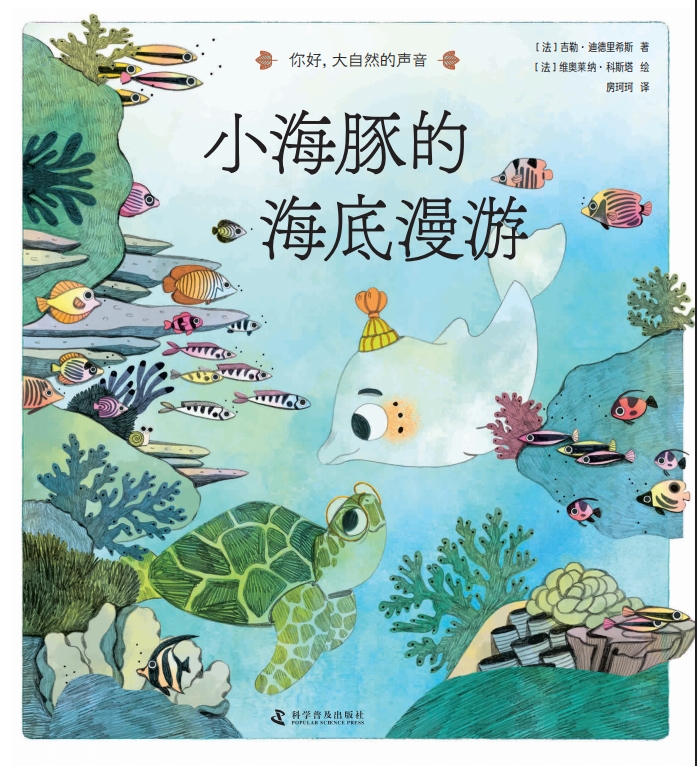 你好，大自然的声音
[法]吉勒·迪德里希斯 著
[法]维奥莱纳·科斯塔 绘
房珂珂 译
小海豚的
海底漫游
科学普及出版社
POPULAR SCIENCE PRESS